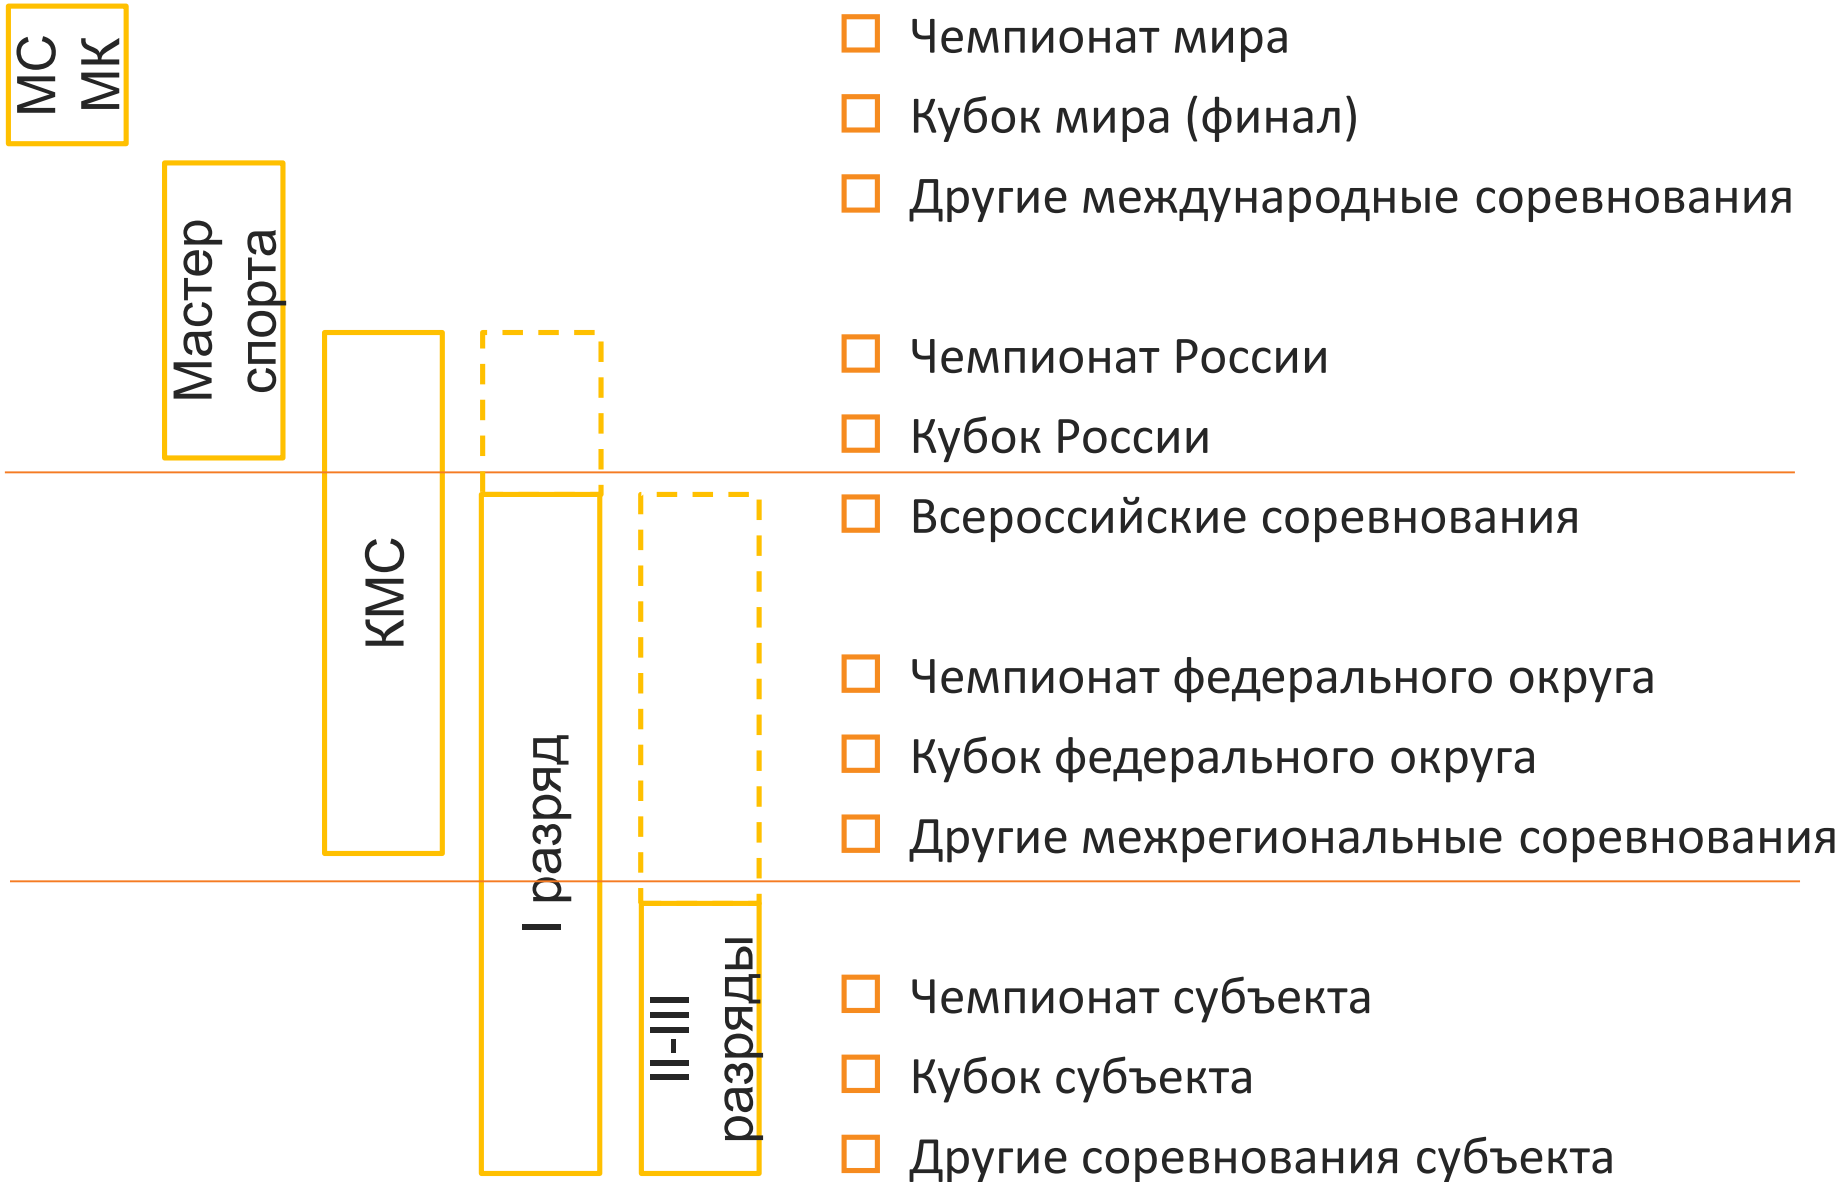 МС
МК
Мастер
спорта
КМС
I разряд
II-III
разряды
Чемпионат мира
Кубок мира (финал)
Другие международные соревнования
Чемпионат России
Кубок России
Всероссийские соревнования
Чемпионат федерального округа
Кубок федерального округа
Другие межрегиональные соревнования
Чемпионат субъекта
Кубок субъекта
Другие соревнования субъекта